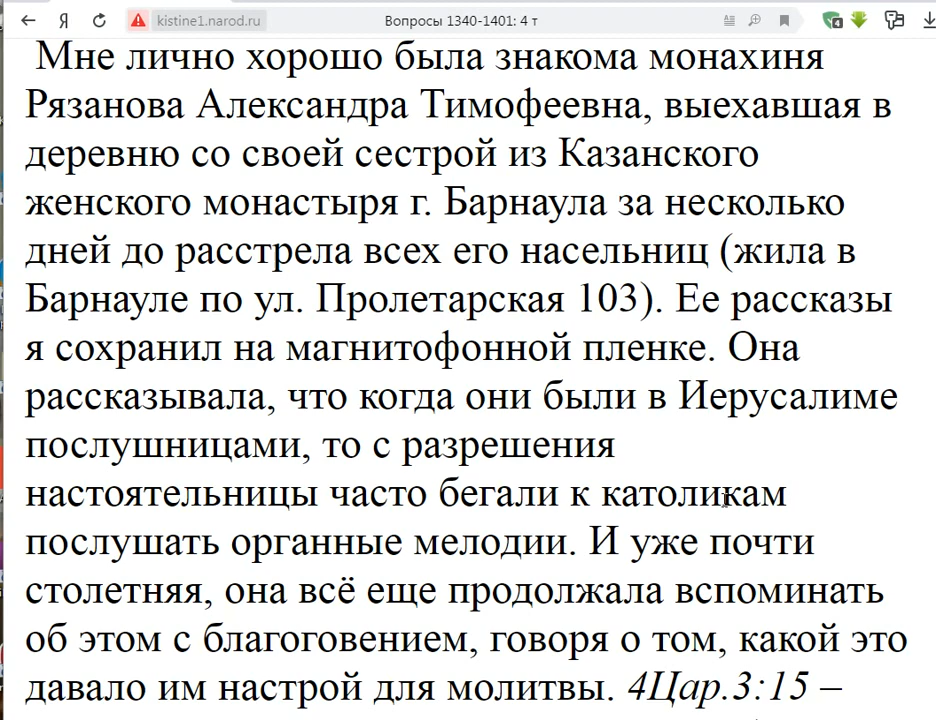 Я
kistine1.narod.ru
Вопросы 1340-1401: 4 т
4
Мне лично хорошо была знакома монахиня
Рязанова Александра Тимофеевна, выехавшая в
деревню со своей сестрой из Казанского
женского монастыря г. Барнаула за несколько
дней до расстрела всех его насельниц (жила в
Барнауле по ул. Пролетарская 103). Ее рассказы
я сохранил на магнитофонной пленке. Она
рассказывала, что когда они были в Иерусалиме
послушницами, то с разрешения
настоятельницы часто бегали к католикам
послушать органные мелодии. И уже почти
столетняя, она всё еще продолжала вспоминать
об этом с благоговением, говоря о том, какой это
давало им настрой для молитвы. 4Цар.3:15 –